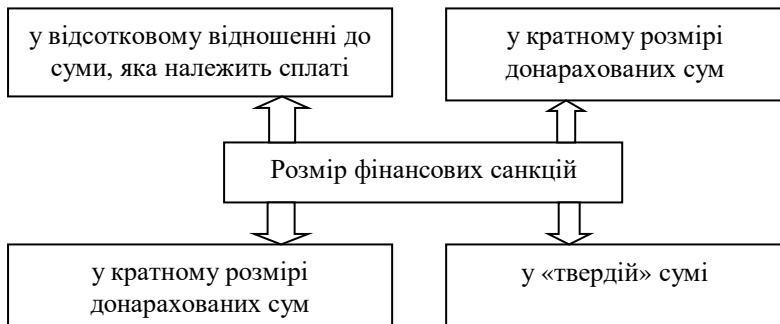 у відсотковому відношенні до
суми, яка належить сплаті
у кратному розмірі
донарахованих сум
Розмір фінансових санкцій
у кратному розмірі
донарахованих сум
у «твердій» сумі